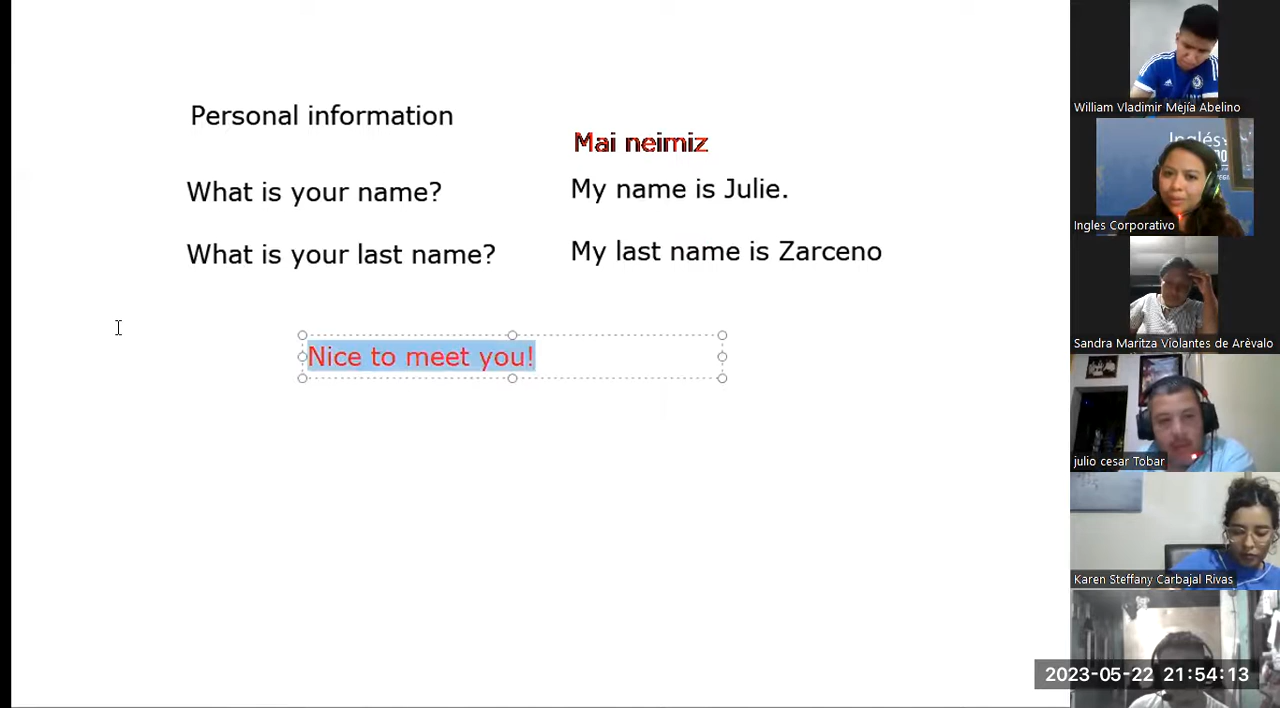 Personal information
Mai neimiz
What is your name?
My name is Julie.
What is your last name?
My last name is Zarceno
Nice to meet you!
William Vladimir Mejía Abelino
Inglés
Ingles Corporativo
Sandra Maritza Violantes de Arèvalo
julio cesar Tobar
Karen Steffany Carbajal Rivas
2023-05-22 21:54:13